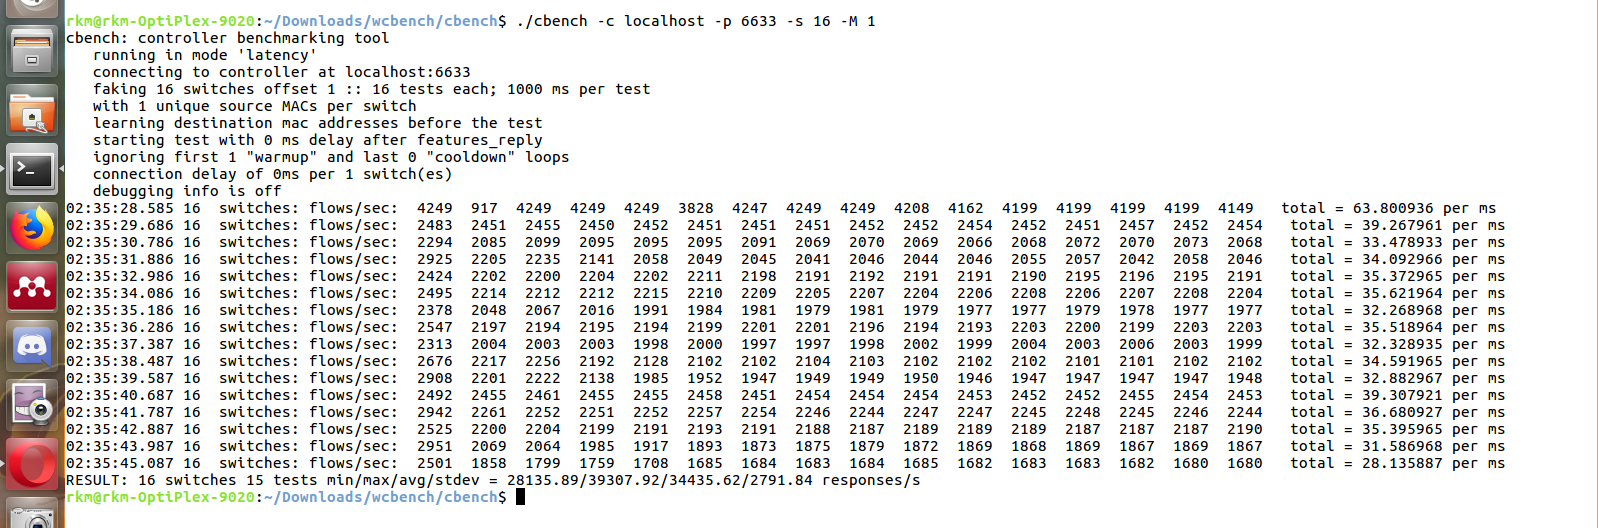 rkm@rkm-OptiPlex-9020:~/Downloads/wcbench/cbench$ ./cbench -c localhost -p 6633 -s 16 -M 1
cbench: controller benchmarking tool
   running in mode 'latency'
   connecting to controller at localhost:6633
   faking 16 switches offset 1 :: 16 tests each; 1000 ms per test
   with 1 unique source MACs per switch
   learning destination mac addresses before the test
   starting test with 0 ms delay after features_reply
   ignoring first 1 "warmup" and last 0 "cooldown" loops
   connection delay of 0ms per 1 switch(es)
   debugging info is off
02:35:28.585 16  switches: flows/sec:  4249  917  4249  4249  4249  3828  4247  4249  4249  4208  4162  4199  4199  4199  4199  4149   total = 63.800936 per ms
02:35:29.686 16  switches: flows/sec:  2483  2451  2455  2450  2452  2451  2451  2451  2452  2452  2454  2452  2451  2457  2452  2454   total = 39.267961 per ms
02:35:30.786 16  switches: flows/sec:  2294  2085  2099  2095  2095  2095  2091  2069  2070  2069  2066  2068  2072  2070  2073  2068   total = 33.478933 per ms
02:35:31.886 16  switches: flows/sec:  2925  2205  2235  2141  2058  2049  2045  2041  2046  2044  2046  2055  2057  2042  2058  2046   total = 34.092966 per ms
02:35:32.986 16  switches: flows/sec:  2424  2202  2200  2204  2202  2211  2198  2191  2192  2191  2191  2190  2195  2196  2195  2191   total = 35.372965 per ms
02:35:34.086 16  switches: flows/sec:  2495  2214  2212  2212  2215  2210  2209  2205  2207  2204  2206  2208  2206  2207  2208  2204   total = 35.621964 per ms
02:35:35.186 16  switches: flows/sec:  2378  2048  2067  2016  1991  1984  1981  1979  1981  1979  1977  1977  1979  1978  1977  1977   total = 32.268968 per ms
02:35:36.286 16  switches: flows/sec:  2547  2197  2194  2195  2194  2199  2201  2201  2196  2194  2193  2203  2200  2199  2203  2203   total = 35.518964 per ms
02:35:37.387 16  switches: flows/sec:  2313  2004  2003  2003  1998  2000  1997  1997  1998  2002  1999  2004  2003  2006  2003  1999   total = 32.328935 per ms
02:35:38.487 16  switches: flows/sec:  2676  2217  2256  2192  2128  2102  2102  2104  2103  2102  2102  2102  2101  2101  2102  2102   total = 34.591965 per ms
02:35:39.587 16  switches: flows/sec:  2908  2201  2222  2138  1985  1952  1947  1949  1949  1950  1946  1947  1947  1947  1947  1948   total = 32.882967 per ms
02:35:40.687 16  switches: flows/sec:  2492  2455  2461  2455  2455  2458  2451  2454  2454  2454  2453  2452  2452  2455  2454  2453   total = 39.307921 per ms
02:35:41.787 16  switches: flows/sec:  2942  2261  2252  2251  2252  2257  2254  2246  2244  2247  2247  2245  2248  2245  2246  2244   total = 36.680927 per ms
02:35:42.887 16  switches: flows/sec:  2525  2200  2204  2199  2191  2193  2191  2188  2187  2189  2189  2189  2187  2187  2187  2190   total = 35.395965 per ms
02:35:43.987 16  switches: flows/sec:  2951  2069  2064  1985  1917  1893  1873  1875  1879  1872  1869  1868  1869  1867  1869  1867   total = 31.586968 per ms
02:35:45.087 16  switches: flows/sec:  2501  1858  1799  1759  1708  1685  1684  1683  1684  1685  1682  1683  1683  1682  1680  1680   total = 28.135887 per ms
RESULT: 16 switches 15 tests min/max/avg/stdev = 28135.89/39307.92/34435.62/2791.84 responses/s
rkm@rkm-OptiPlex-9020:~/Downloads/wcbench/cbench$